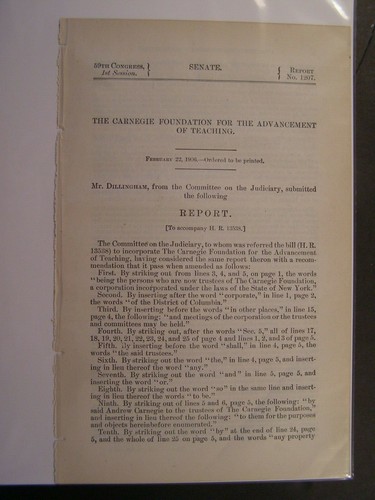 59TH CONGRESS, } SENATE. { REPORT
1st Session. } { No. 1207.
THE CARNEGIE FOUNDATION FOR THE ADVANCEMENT
OF TEACHING.
FEBRUARY 22, 1906.—Ordered to be printed.
Mr. DILLINGHAM, from the Committee on the Judiciary, submitted
the following
REPORT.
[To accompany H. R. 13558.]
The Committee on the Judiciary, to whom was referred the bill (H. R.
13558) to incorporate The Carnegie Foundation for the Advancement
of Teaching, having considered the same report thereon with a recom-
mendation that it pass when amended as follows:
First. By striking out from lines 3, 4, and 5, on page 1, the words
"being the persons who are now trustees of The Carnegie Foundation,
a corporation incorporated under the laws of the State of New York."
Second. By inserting after the word "corporate," in line 1, page 2,
the words "of the District of Columbia."
Third. By inserting before the words "in other places," in line 15,
page 4, the following: "and meetings of the corporation or the trustees
and committees may be held."
Fourth. By striking out, after the words "Sec. 5," all of lines 17,
18, 19, 20, 21, 22, 23, 24, and 25 of page 4 and lines 1, 2, and 3 of page 5.
Fifth. By inserting before the word "shall," in line 4, page 5, the
words "the said trustees."
Sixth. By striking out the word "the," in line 4, page 5, and insert-
ing in lieu thereof the word "any."
Seventh. By striking out the word "and" in line 5, page 5, and
inserting the word "or."
Eighth. By striking out the word "so" in the same line and insert-
ing in lieu thereof the words "to be."
Ninth. By striking out of lines 5 and 6, page 5, the following: "by
said Andrew Carnegie to the trustees of The Carnegie Foundation,"
and inserting in lieu thereof the following: "to them for the purposes
and objects hereinbefore enumerated."
Tenth. By striking out the word "by" at the end of line 24, page
5, and the whole of line 25 on page 5, and the words "any property